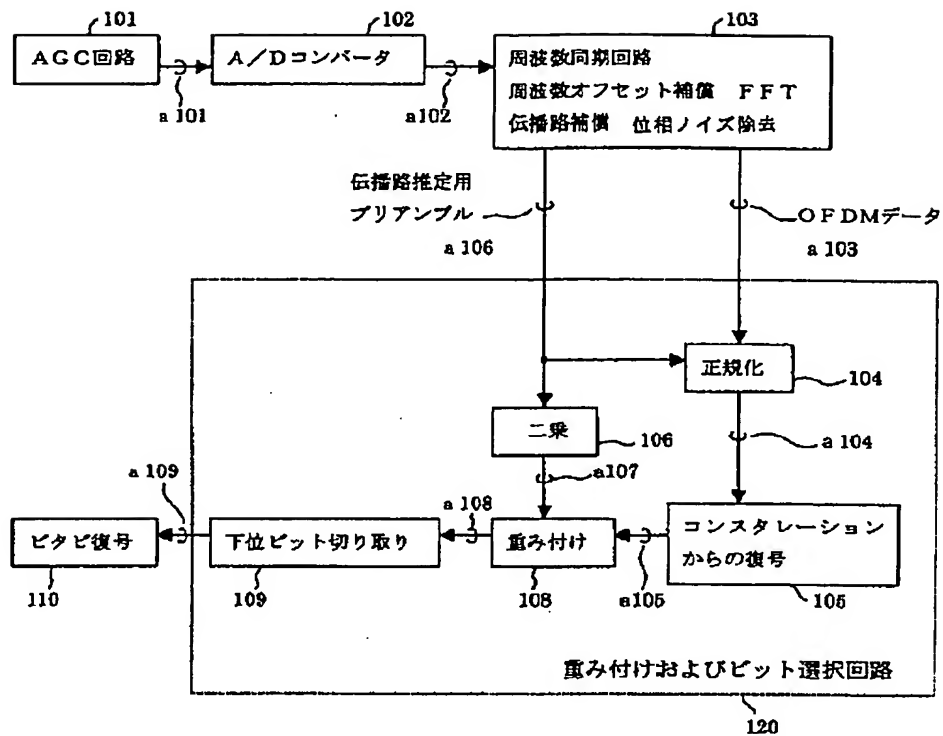 101
102
103
AGC回路
A/Dコンバータ
周波数同期回路
周波数オフセット補償 FFT
伝播路補償 位相ノイズ除去
a101
a102
伝播路推定用
プリアンブル
a106
OFDMデータ
a103
正規化
104
二乗
106
a104
a107
a109
a108
ビタビ復号
下位ビット切り取り
重み付け
コンスタレーション
からの復号
110
109
108
a105
105
重み付けおよびビット選択回路
120